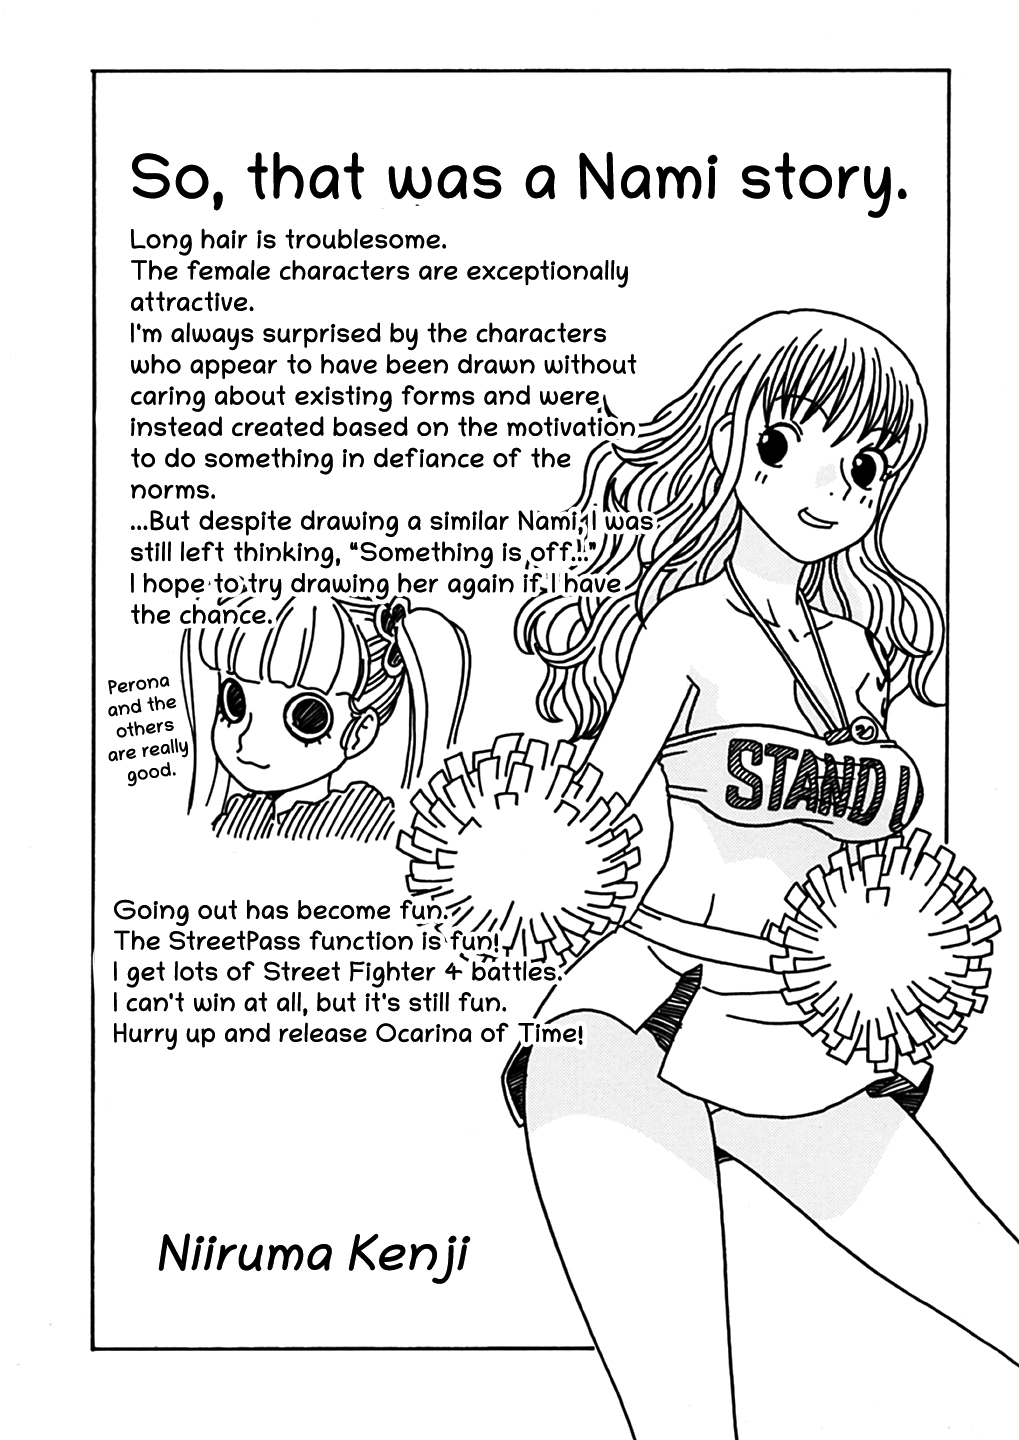 So, that was a Nami story.
Long hair is troublesome.
The female characters are exceptionally
attractive.
I'm always surprised by the characters
who appear to have been drawn without
caring about existing forms and were
instead created based on the motivation
to do something in defiance of the
norms.
...But despite drawing a similar Nami, I was
still left thinking, “Something is off...”
I hope to try drawing her again if I have
the chance.
Perona
and the
others
are really
good.
STAND
Going out has become fun.
The StreetPass function is fun!
I get lots of Street Fighter 4 battles.
I can't win at all, but it's still fun.
Hurry up and release Ocarina of Time!
Niiruma Kenji